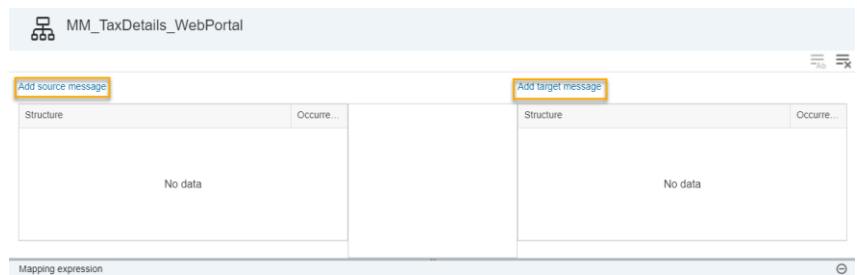 MM_TaxDetails_WebPortal
Add source message
Add target message
Structure Occurre... Structure Occurre...
No data No data
Mapping expression